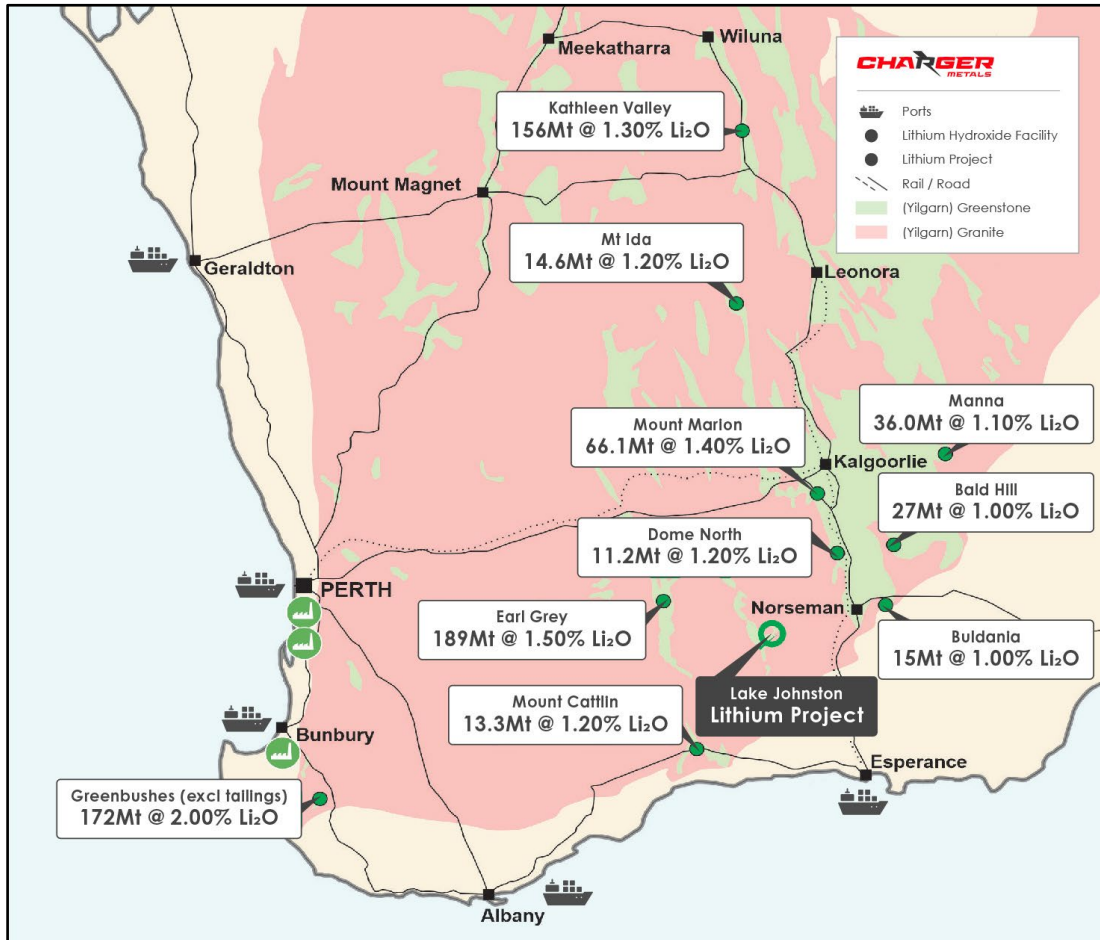 Meekatharra
Wiluna
CHARGER
METALS
Ports
Lithium Hydroxide Facility
Lithium Project
Rail / Road
(Yilgarn) Greenstone
(Yilgarn) Granite
Kathleen Valley
156Mt @ 1.30% Li₂O
Mount Magnet
Mt Ida
14.6Mt @ 1.20% Li₂O
Geraldton
Leonora
Manna
36.0Mt @ 1.10% Li₂O
Mount Marion
66.1Mt @ 1.40% Li₂O
Kalgoorlie
Bald Hill
27Mt @ 1.00% Li₂O
Dome North
11.2Mt @ 1.20% Li₂O
PERTH
Earl Grey
189Mt @ 1.50% Li₂O
Norseman
Buldania
15Mt @ 1.00% Li₂O
Lake Johnston
Lithium Project
Mount Cattlin
13.3Mt @ 1.20% Li₂O
Bunbury
Esperance
Greenbushes (excl tailings)
172Mt @ 2.00% Li₂O
Albany